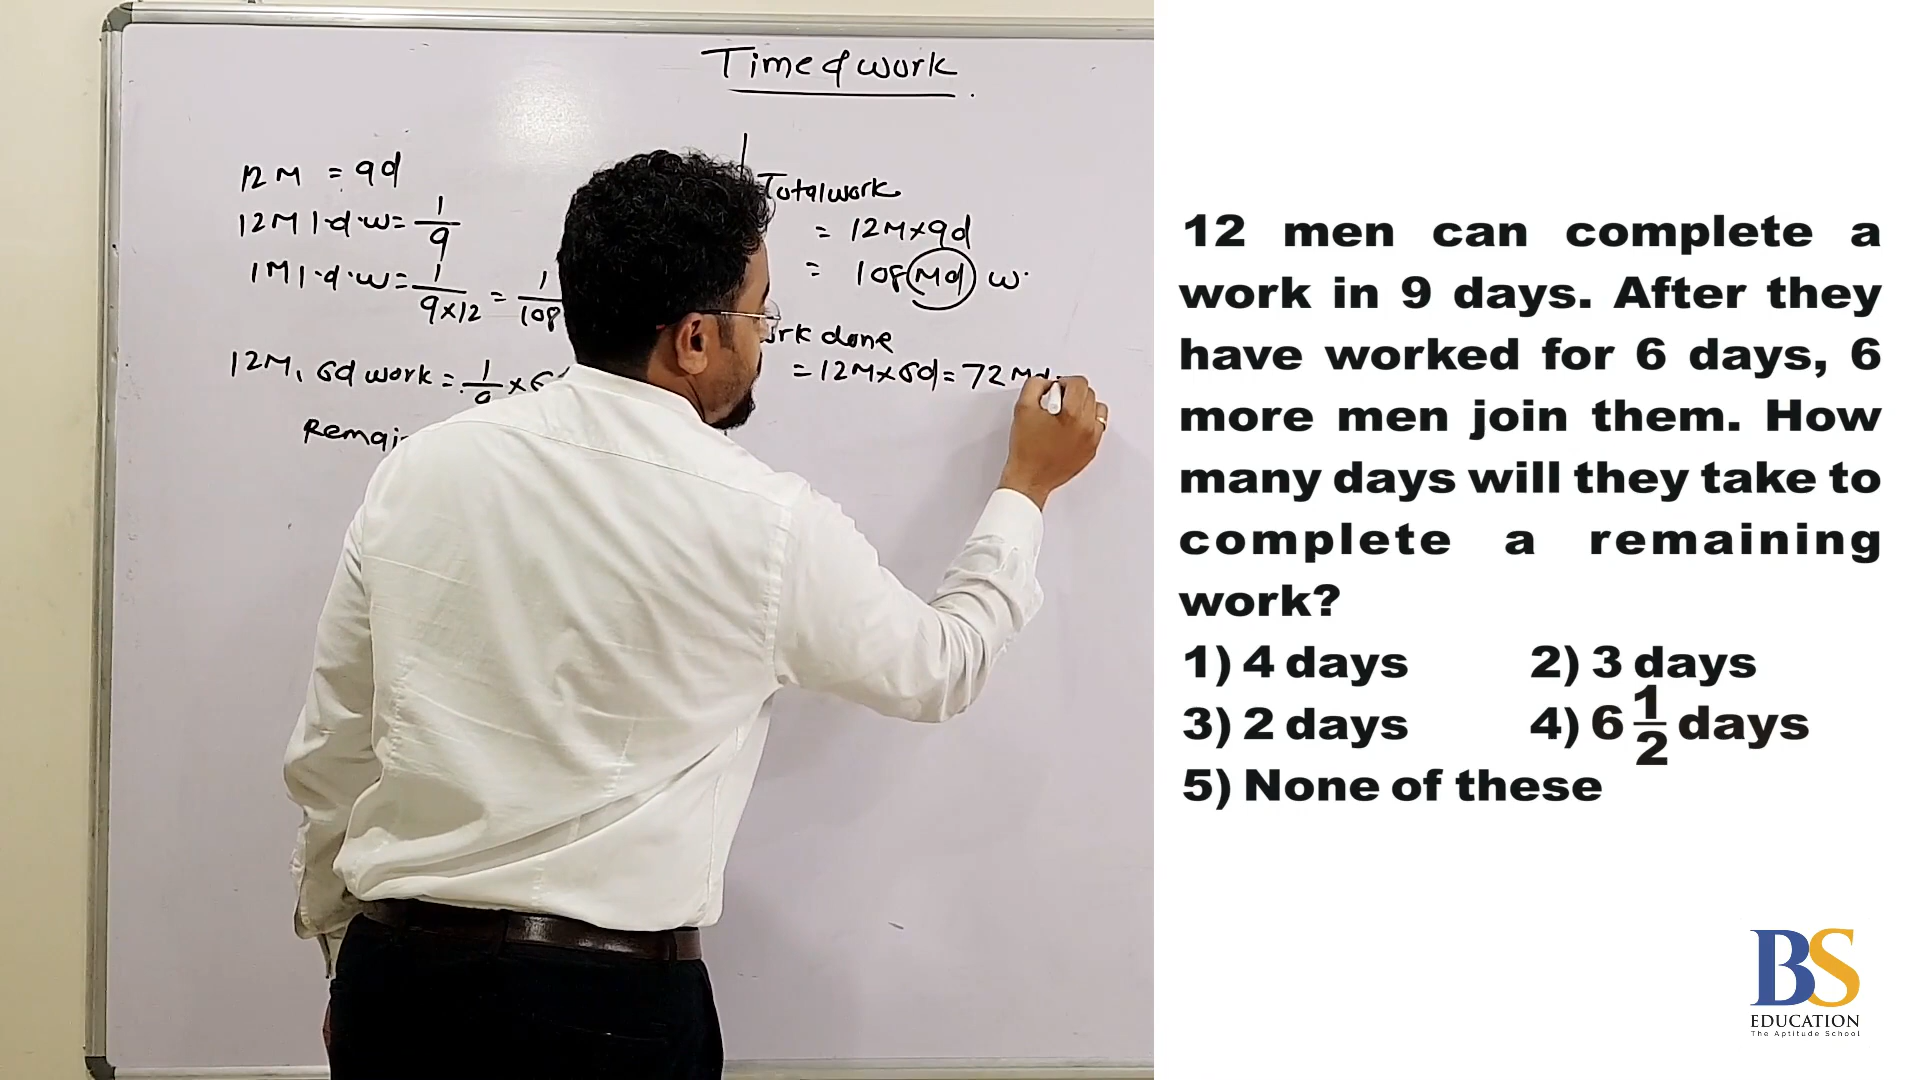 Time & work
12 M = 9d
12M 1·d·w = 1/9
1M 1·d·w = 1/9×12 = 1/108
12M, 6d work = 1/9 × 6
Total work
= 12M×9d
= 108 Md w·
done
= 12M×6d = 72 Md
12 men can complete a
work in 9 days. After they
have worked for 6 days, 6
more men join them. How
many days will they take to
complete a remaining
work?
1) 4 days 2) 3 days
3) 2 days 4) 6 1/2 days
5) None of these
BS
EDUCATION
The Aptitude School